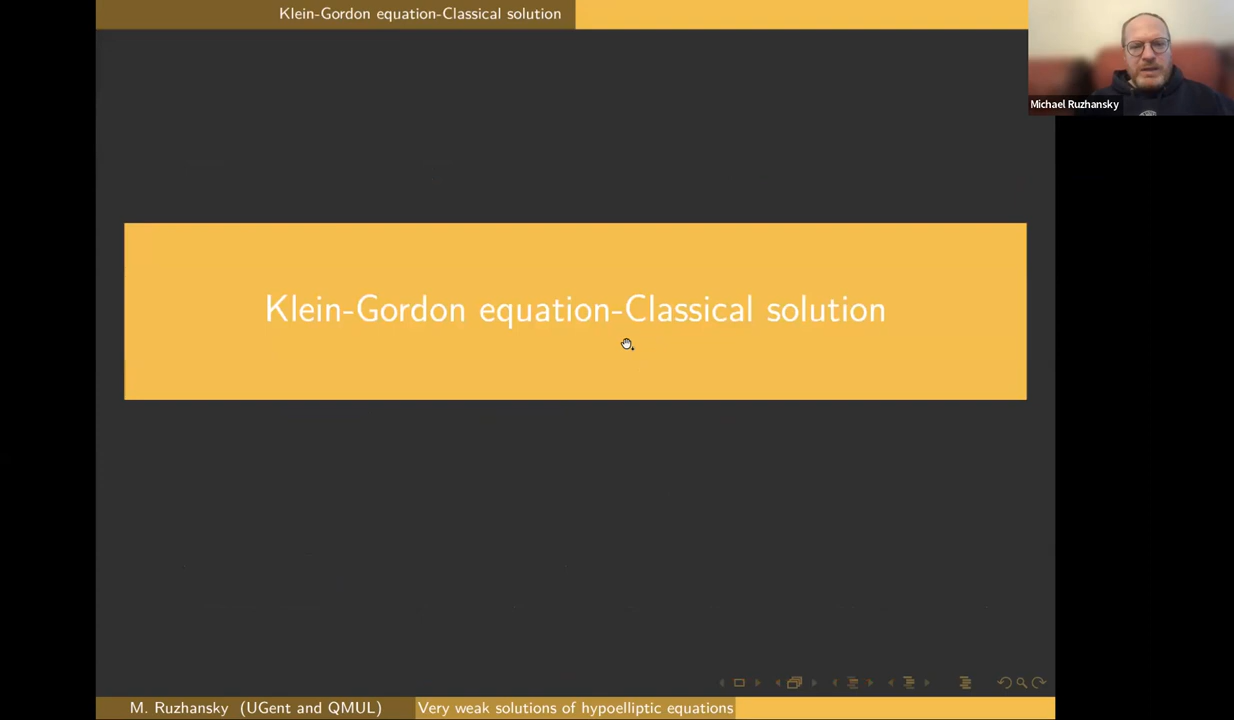 Klein-Gordon equation-Classical solution
Michael Ruzhansky
Klein-Gordon equation-Classical solution
M. Ruzhansky (UGent and QMUL)
Very weak solutions of hypoelliptic equations